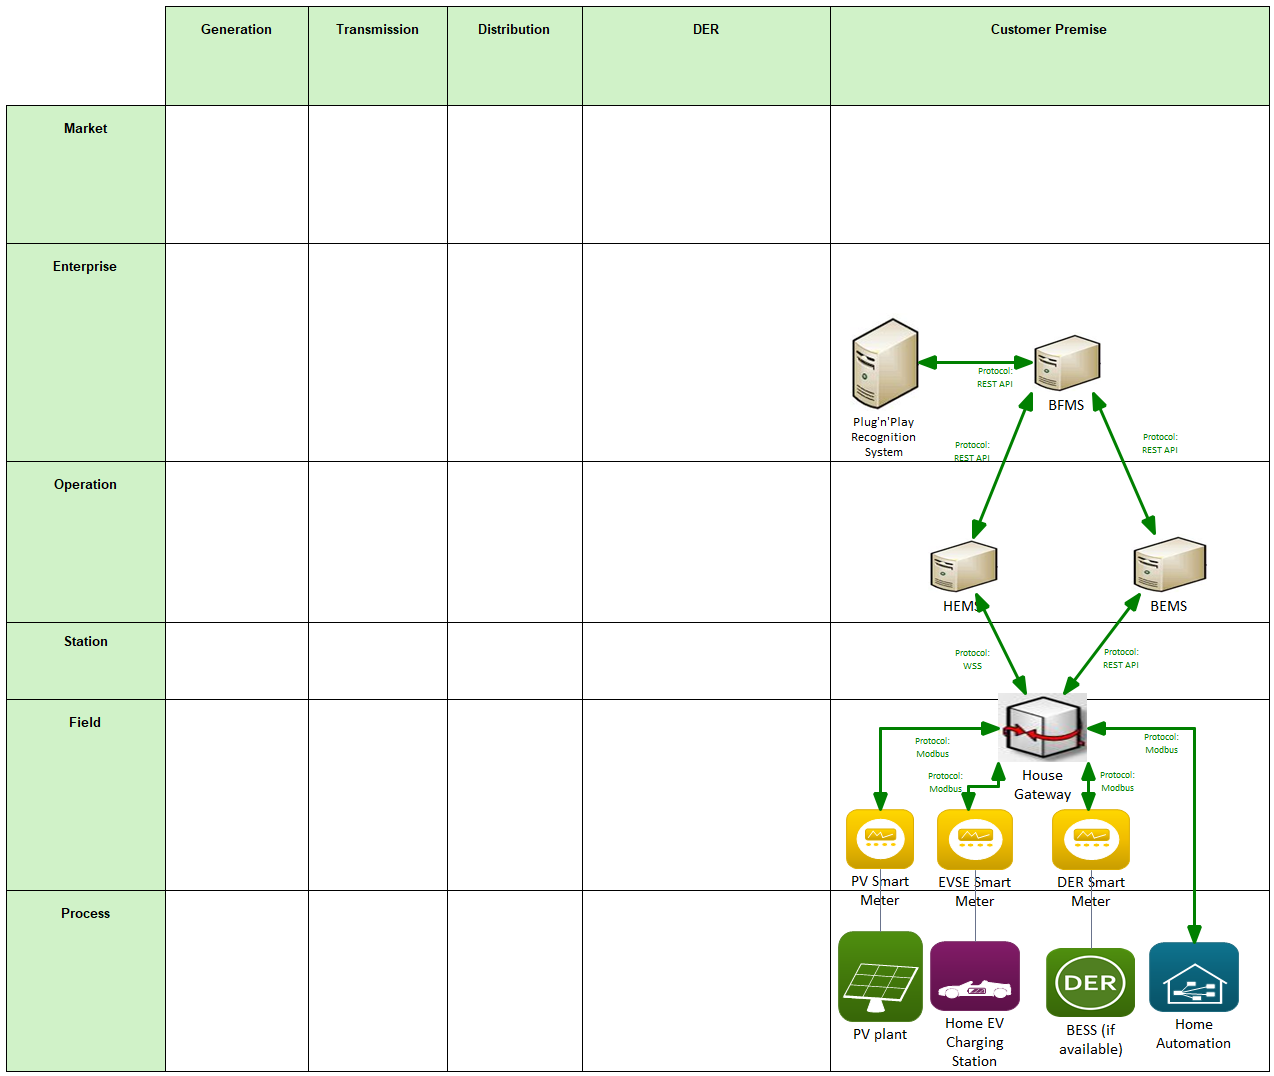 Generation
Transmission
Distribution
DER
Customer Premise
Market
Enterprise
Protocol:
REST API
BFMS
Plug'n'Play
Recognition
System
Protocol:
REST API
Protocol:
REST API
Operation
HEMS
BEMS
Station
Protocol:
WSS
Protocol:
REST API
Field
Protocol:
Modbus
Protocol:
Modbus
House
Gateway
Protocol:
Modbus
Protocol:
Modbus
PV Smart
Meter
EVSE Smart
Meter
DER Smart
Meter
Process
DER
PV plant
Home EV
Charging
Station
BESS (if
available)
Home
Automation